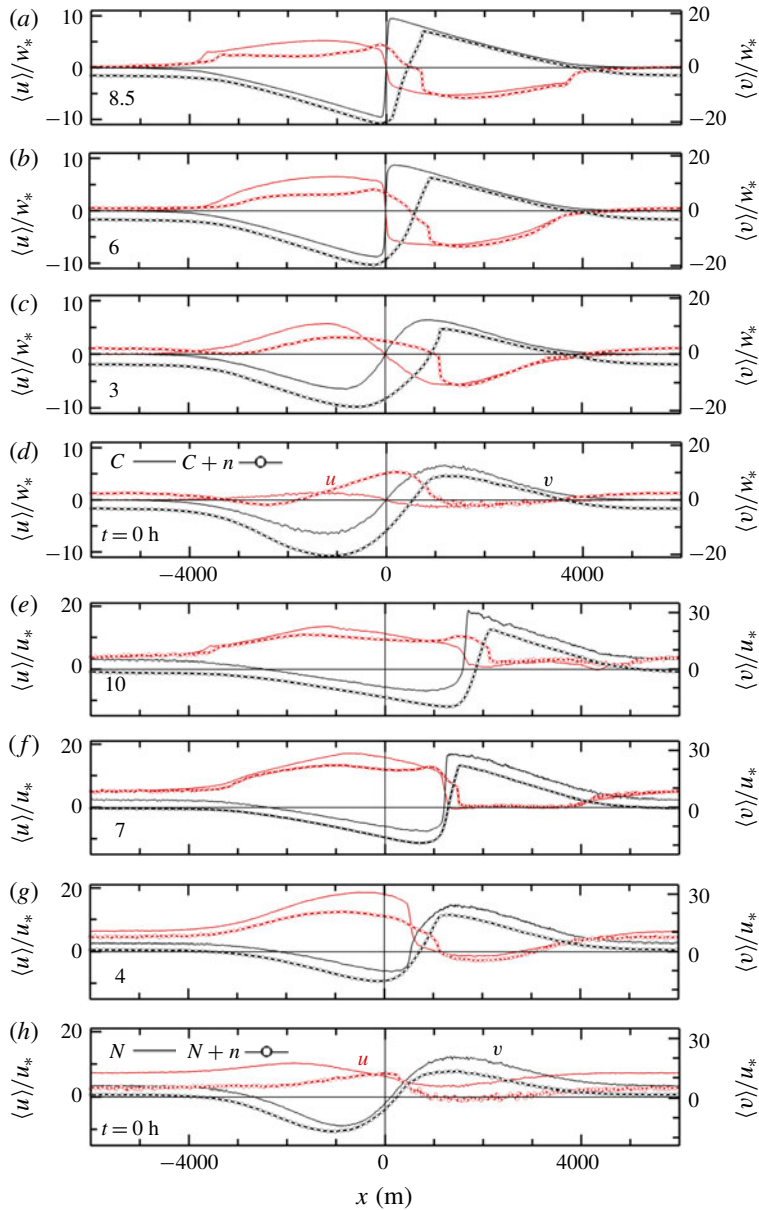 (a)
10
0
−10
⟨u⟩/w*
8.5
20
0
−20
⟨v⟩/w*
(b)
10
0
−10
⟨u⟩/w*
6
20
0
−20
⟨v⟩/w*
(c)
10
0
−10
⟨u⟩/w*
3
20
0
−20
⟨v⟩/w*
(d)
10
0
−10
⟨u⟩/w*
C C + n
u v
t = 0 h
20
0
−20
⟨v⟩/w*
−4000 0 4000
(e)
20
0
⟨u⟩/u*
10
30
0
⟨v⟩/u*
(f)
20
0
⟨u⟩/u*
7
30
0
⟨v⟩/u*
(g)
20
0
⟨u⟩/u*
4
30
0
⟨v⟩/u*
(h)
20
0
⟨u⟩/u*
N N + n
u v
t = 0 h
30
0
⟨v⟩/u*
−4000 0 4000
x (m)